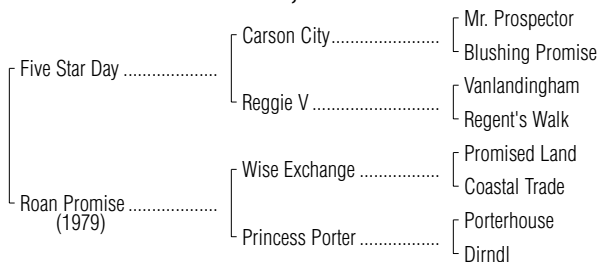 Mr. Prospector
Carson City
Blushing Promise
Five Star Day
Vanlandingham
Reggie V
Regent's Walk
Promised Land
Wise Exchange
Coastal Trade
Roan Promise
(1979)
Porterhouse
Princess Porter
Dirndl